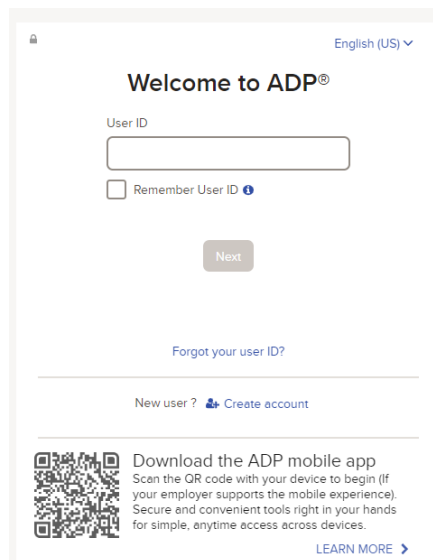 English (US)
Welcome to ADP®
User ID
Remember User ID
Next
Forgot your user ID?
New user ? Create account
Download the ADP mobile app
Scan the QR code with your device to begin (If
your employer supports the mobile experience).
Secure and convenient tools right in your hands
for simple, anytime access across devices.
LEARN MORE